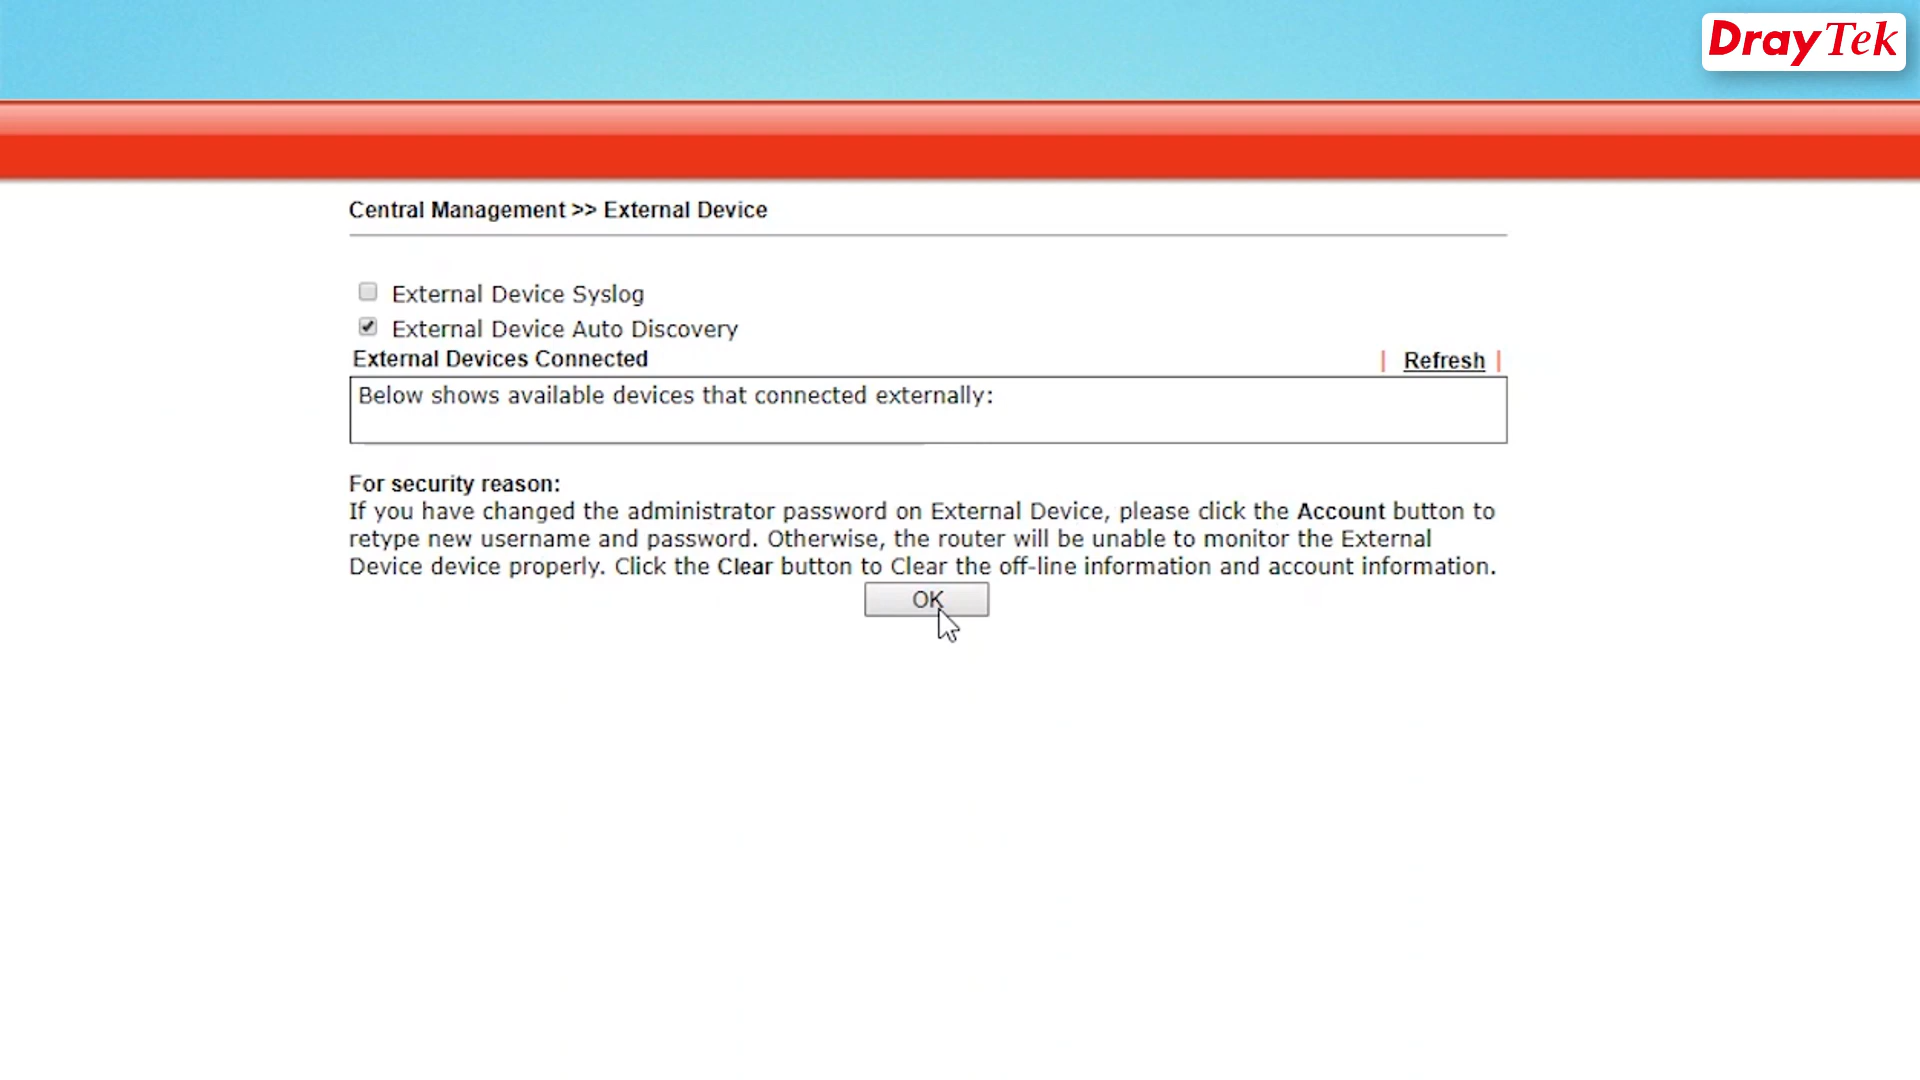 DrayTek
Central Management >> External Device
External Device Syslog
External Device Auto Discovery
External Devices Connected | Refresh |
Below shows available devices that connected externally:
For security reason:
If you have changed the administrator password on External Device, please click the Account button to
retype new username and password. Otherwise, the router will be unable to monitor the External
Device device properly. Click the Clear button to Clear the off-line information and account information.
OK